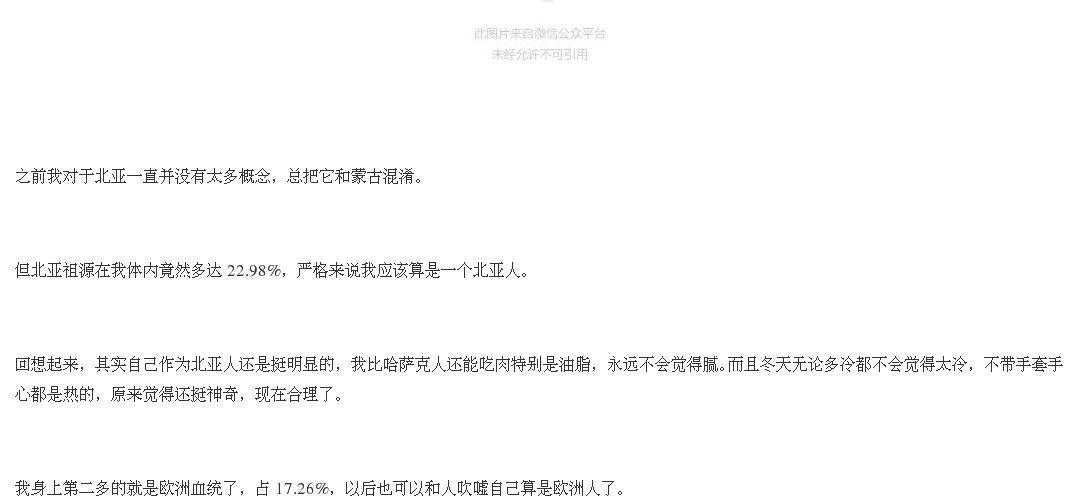 此图片来自微信公众平台
未经允许不可引用
之前我对于北亚一直并没有太多概念，总把它和蒙古混淆。
但北亚祖源在我体内竟然多达 22.98%，严格来说我应该算是一个北亚人。
回想起来，其实自己作为北亚人还是挺明显的，我比哈萨克人还能吃肉特别是油脂，永远不会觉得腻。而且冬天无论多冷都不会觉得太冷，不带手套手
心都是热的，原来觉得还挺神奇，现在合理了。
我身上第二多的就是欧洲血统了，占 17.26%，以后也可以和人吹嘘自己算是欧洲人了。